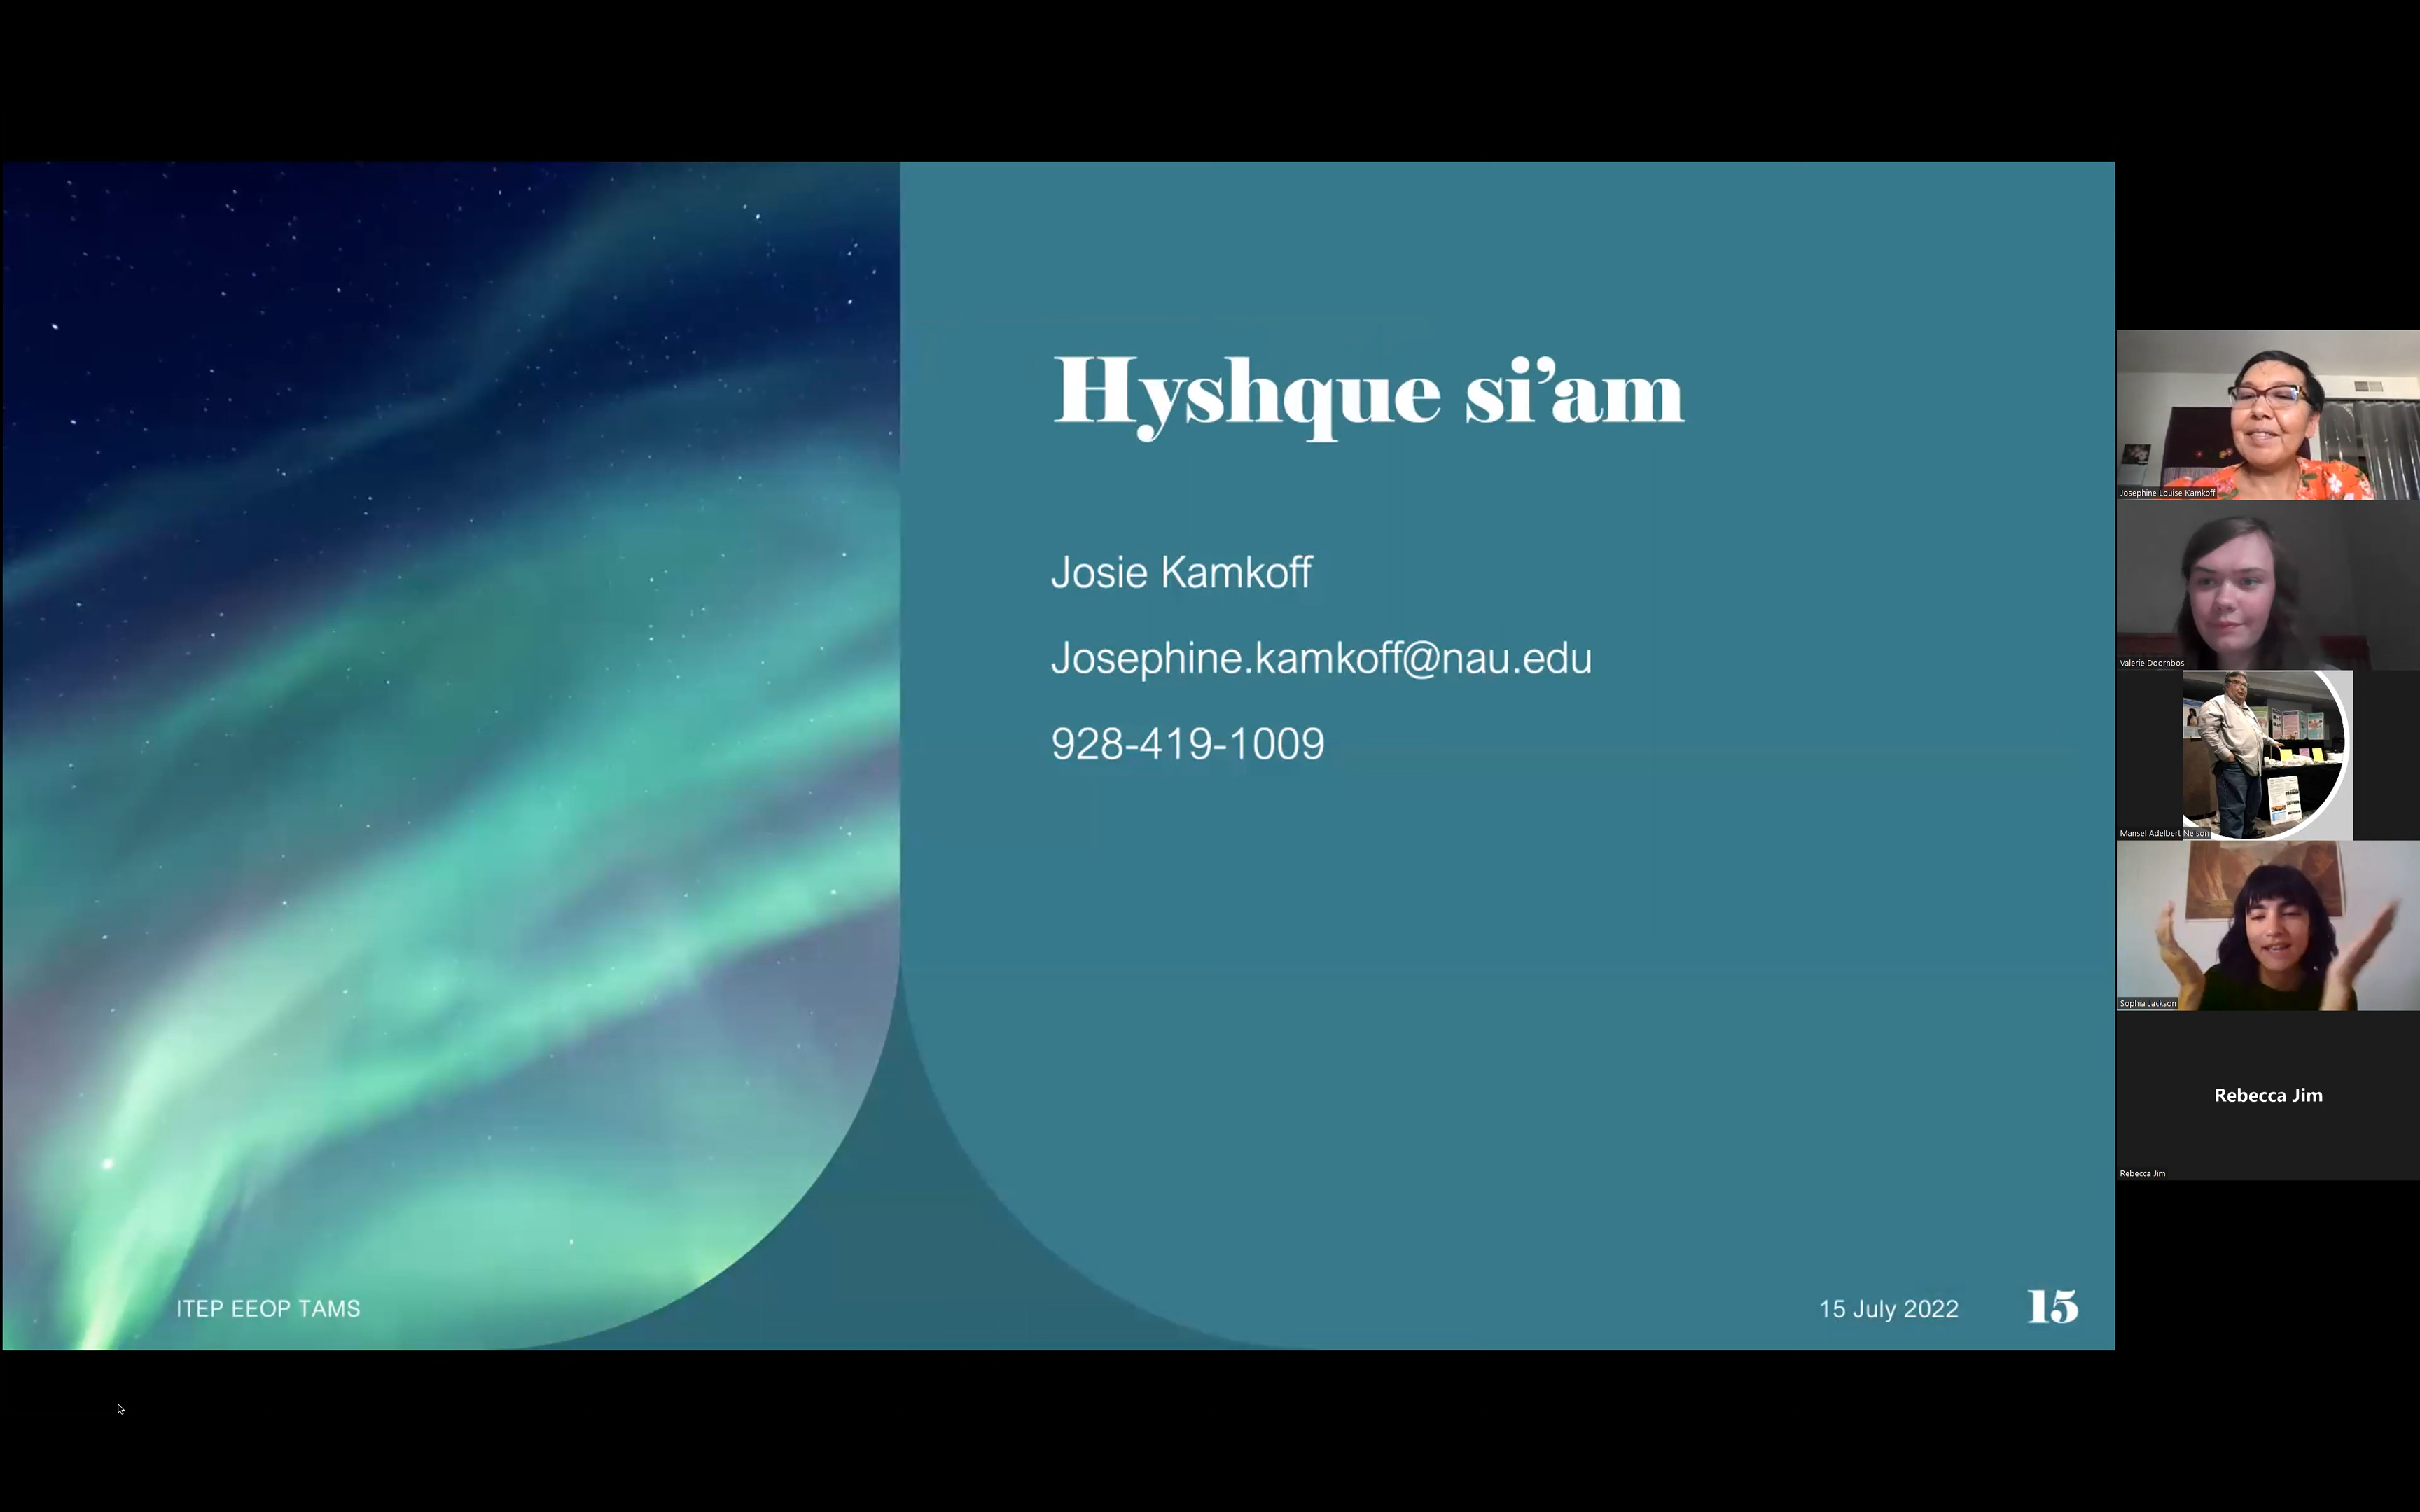 Hyshque si’am
Josie Kamkoff
Josephine.kamkoff@nau.edu
928-419-1009
ITEP EEOP TAMS
15 July 2022
15
Josephine Louise Kamkoff
Valerie Doornbos
Mansel Adelbert Nelson
Sophia Jackson
Rebecca Jim
Rebecca Jim